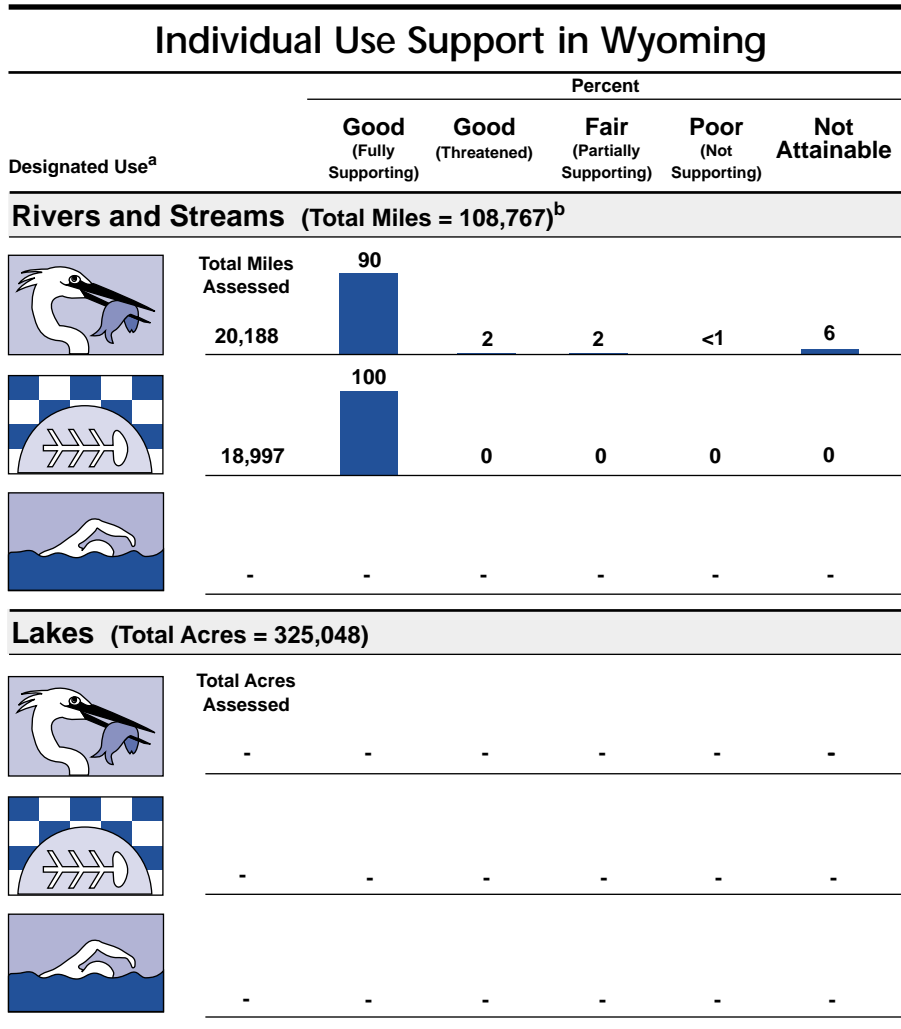 Individual Use Support in Wyoming
Percent
Designated Useᵃ
Good (Fully Supporting)
Good (Threatened)
Fair (Partially Supporting)
Poor (Not Supporting)
Not Attainable
Rivers and Streams (Total Miles = 108,767)ᵇ
Total Miles Assessed
90
20,188 2 2 <1 6
100
18,997 0 0 0 0
- - - - - -
Lakes (Total Acres = 325,048)
Total Acres Assessed
- - - - - -
- - - - - -
- - - - - -